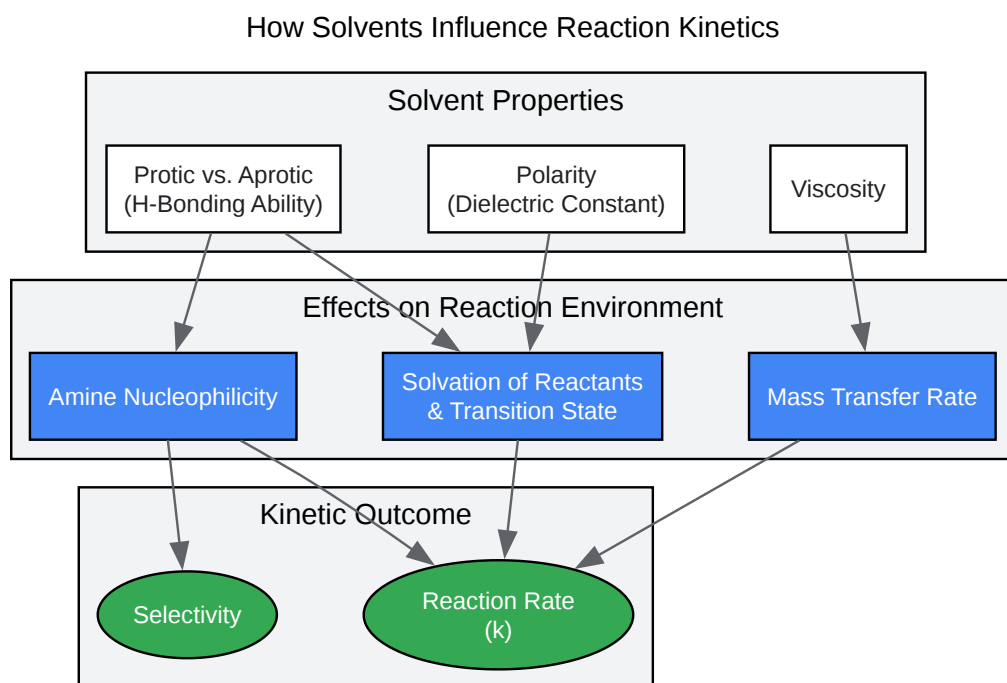 How Solvents Influence Reaction Kinetics
Solvent Properties
Protic vs. Aprotic
(H-Bonding Ability)
Polarity
(Dielectric Constant)
Viscosity
Effects on Reaction Environment
Amine Nucleophilicity
Solvation of Reactants
& Transition State
Mass Transfer Rate
Kinetic Outcome
Selectivity
Reaction Rate
(k)